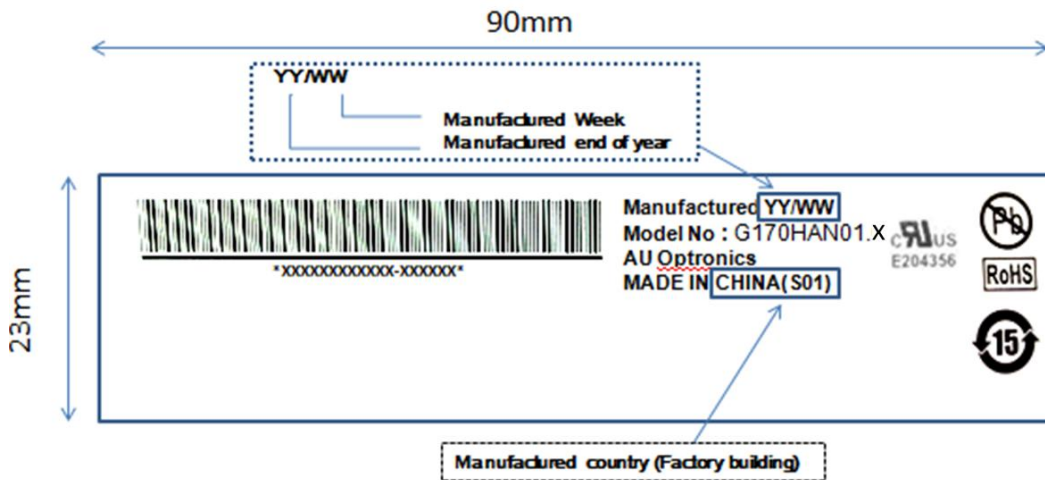 90mm
YY/WW
Manufactured Week
Manufactured end of year
23mm
Manufactured YY/WW
Model No : G170HAN01.X
AU Optronics
MADE IN CHINA(S01)
*XXXXXXXXXXXX-XXXXXX*
C RU US
E204356
Pb
RoHS
15
Manufactured country (Factory building)